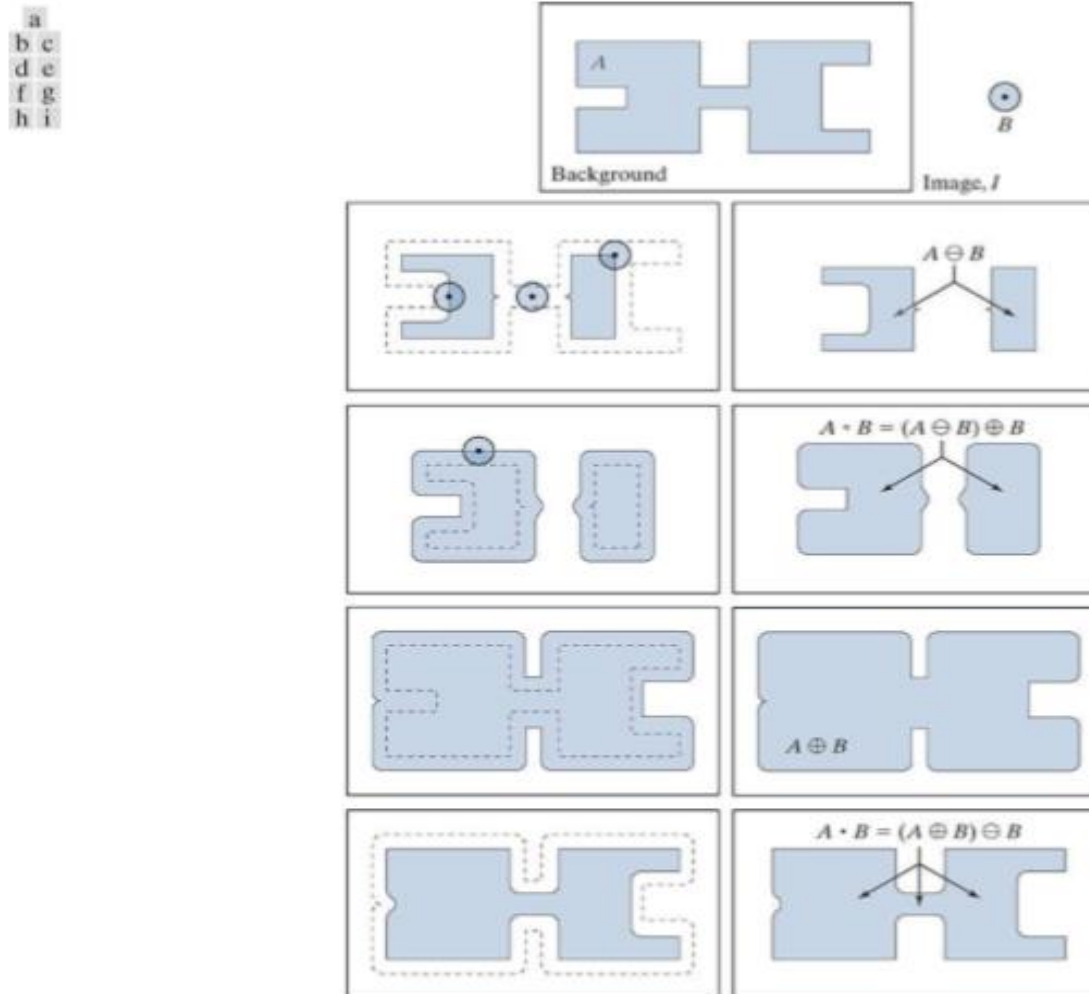 a
b c
d e
f g
h i
A
B
Background
Image, I
A ⊖ B
A ∘ B = (A ⊖ B) ⊕ B
A ⊕ B
A • B = (A ⊕ B) ⊖ B